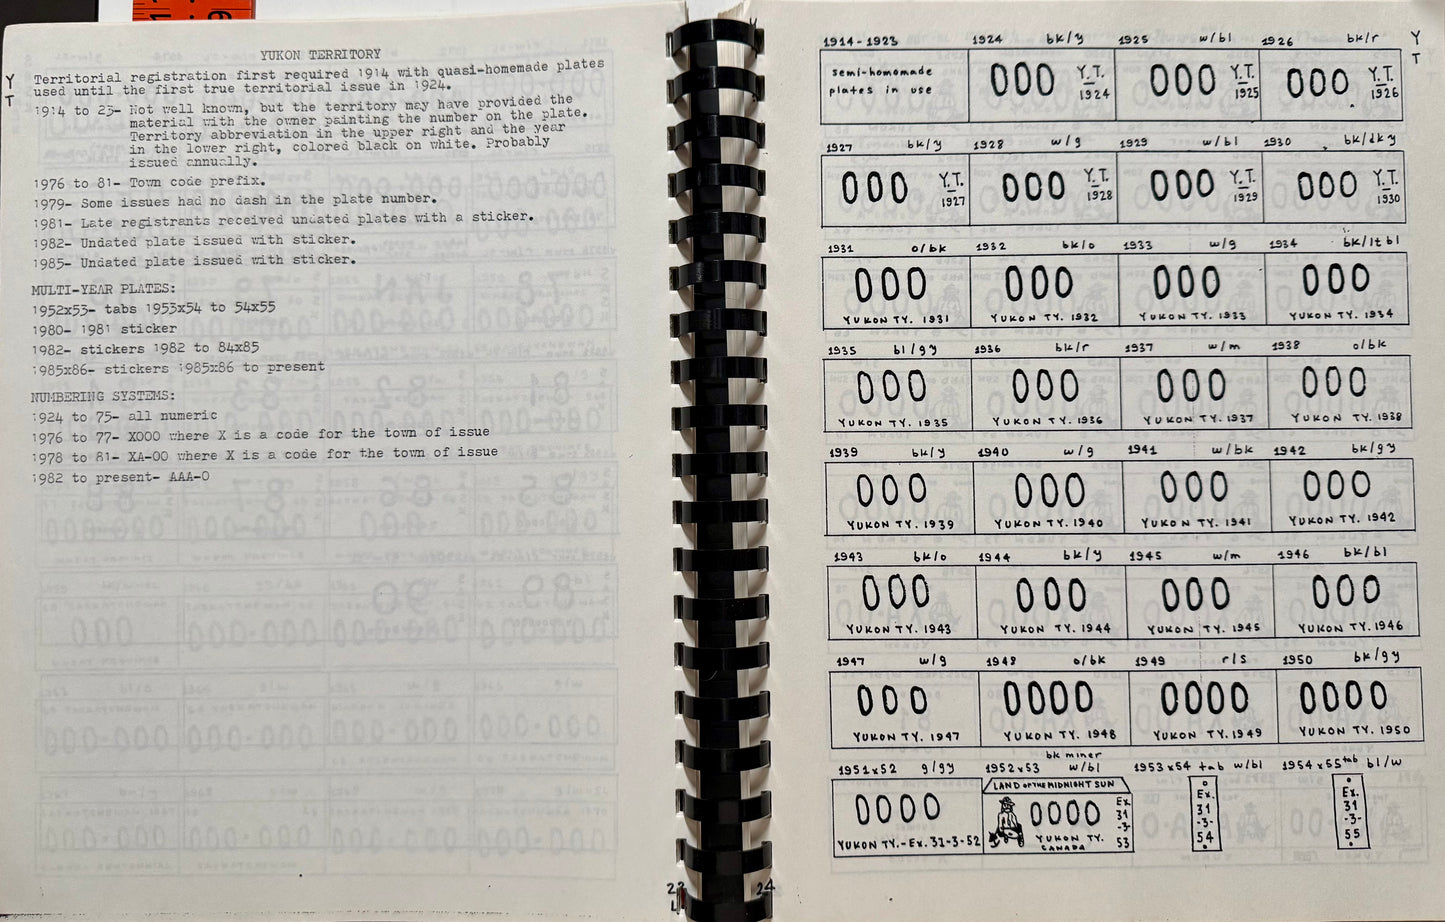 YUKON TERRITORY
Y
T
Territorial registration first required 1914 with quasi-homemade plates
used until the first true territorial issue in 1924.
1914 to 23- Not well known, but the territory may have provided the
material with the owner painting the number on the plate.
Territory abbreviation in the upper right and the year
in the lower right, colored black on white. Probably
issued annually.
1976 to 81- Town code prefix.
1979- Some issues had no dash in the plate number.
1981- Late registrants received undated plates with a sticker.
1982- Undated plate issued with sticker.
1985- Undated plate issued with sticker.
MULTI-YEAR PLATES:
1952x53- tabs 1953x54 to 54x55
1980- 1981 sticker
1982- stickers 1982 to 84x85
1985x86- stickers 1985x86 to present
NUMBERING SYSTEMS:
1924 to 75- all numeric
1976 to 77- X000 where X is a code for the town of issue
1978 to 81- XA-00 where X is a code for the town of issue
1982 to present- AAA-0
1914-1923 1924 bk/y 1925 w/bl 1926 bk/r
Y
T
semi-homomade
plates in use
000 Y.T. 1924
000 Y.T. 1925
000 Y.T. 1926
1927 bk/y 1928 w/g 1929 w/bl 1930 bk/dk y
000 Y.T. 1927
000 Y.T. 1928
000 Y.T. 1929
000 Y.T. 1930
1931 o/bk 1932 bk/o 1933 w/g 1934 bk/lt bl
000 000 000 000
YUKON TY. 1931 YUKON TY. 1932 YUKON TY. 1933 YUKON TY. 1934
1935 bl/gy 1936 bk/r 1937 w/m 1938 o/bk
000 000 000 000
YUKON TY. 1935 YUKON TY. 1936 YUKON TY. 1937 YUKON TY. 1938
1939 bk/y 1940 w/g 1941 w/bk 1942 bk/gy
000 000 000 000
YUKON TY. 1939 YUKON TY. 1940 YUKON TY. 1941 YUKON TY. 1942
1943 bk/o 1944 bk/y 1945 w/m 1946 bk/bl
000 000 000 000
YUKON TY. 1943 YUKON TY. 1944 YUKON TY. 1945 YUKON TY. 1946
1947 w/g 1948 o/bk 1949 r/s 1950 bk/gy
000 0000 0000 0000
YUKON TY. 1947 YUKON TY. 1948 YUKON TY. 1949 YUKON TY. 1950
bk miner
1951x52 g/gy 1952x53 w/bl 1953x54 tab w/bl 1954x55 tab bl/w
0000
YUKON TY.-Ex. 31-3-52
LAND OF THE MIDNIGHT SUN
0000
YUKON TY.
CANADA
Ex
31
-3-
53
Ex.
31
-3-
54
Ex.
31
-3-
55
23
24